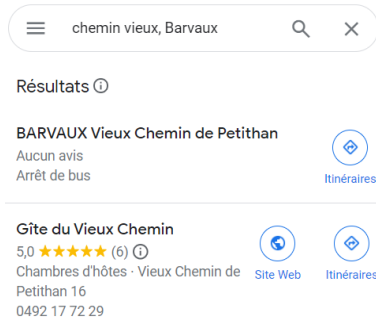 chemin vieux, Barvaux
Résultats
BARVAUX Vieux Chemin de Petithan
Aucun avis
Arrêt de bus
Itinéraires
Gîte du Vieux Chemin
5,0 ★★★★★ (6)
Chambres d'hôtes · Vieux Chemin de
Petithan 16
0492 17 72 29
Site Web
Itinéraires